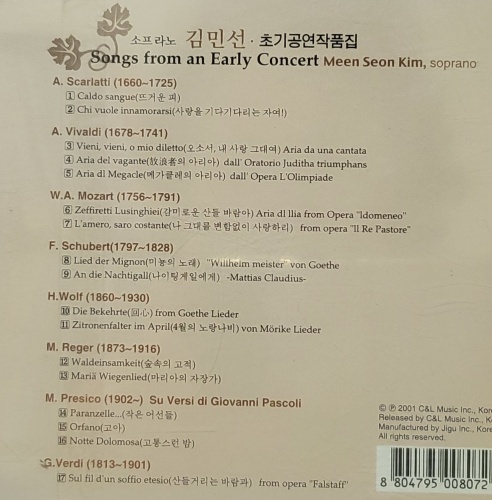 소프라노 김민선 · 초기공연작품집
Songs from an Early Concert Meen Seon Kim, soprano
A. Scarlatti (1660~1725)
1 Caldo sangue(뜨거운 피)
2 Chi vuole innamorarsi(사랑을 기다기다리는 자여!)
A. Vivaldi (1678~1741)
3 Vieni, vieni, o mio diletto(오소서, 내 사랑 그대여) Aria da una cantata
4 Aria del vagante(放浪者의 아리아) dall' Oratorio Juditha triumphans
5 Aria dl Megacle(메가클레의 아리아) dall' Opera L'Olimpiade
W.A. Mozart (1756~1791)
6 Zeffiretti Lusinghiei(감미로운 산들 바람아) Aria dl Ilia from Opera "Idomeneo"
7 L'amero, saro costante(나 그대를 변함없이 사랑하리) from opera "Il Re Pastore"
F. Schubert(1797~1828)
8 Lied der Mignon(미뇽의 노래) "Willhelm meister" von Goethe
9 An die Nachtigall(나이팅게일에게) -Mattias Claudius-
H.Wolf (1860~1930)
10 Die Bekehrte(回心) from Goethe Lieder
11 Zitronenfalter im April(4월의 노랑나비) von Mörike Lieder
M. Reger (1873~1916)
12 Waldeinsamkeit(숲속의 고적)
13 Mariä Wiegenlied(마리아의 자장가)
M. Presico (1902~) Su Versi di Giovanni Pascoli
14 Paranzelle...(작은 어선들)
15 Orfano(고아)
16 Notte Dolomosa(고통스런 밤)
G.Verdi (1813~1901)
17 Sul fil d'un soffio etesio(산들거리는 바람과) from opera "Falstaff"
© ℗ 2001 C&L Music Inc., Kore
Released by C&L Music Inc., Kor
Manufactured by Jigu Inc., Korea
All rights reserved.
8 804795 008072